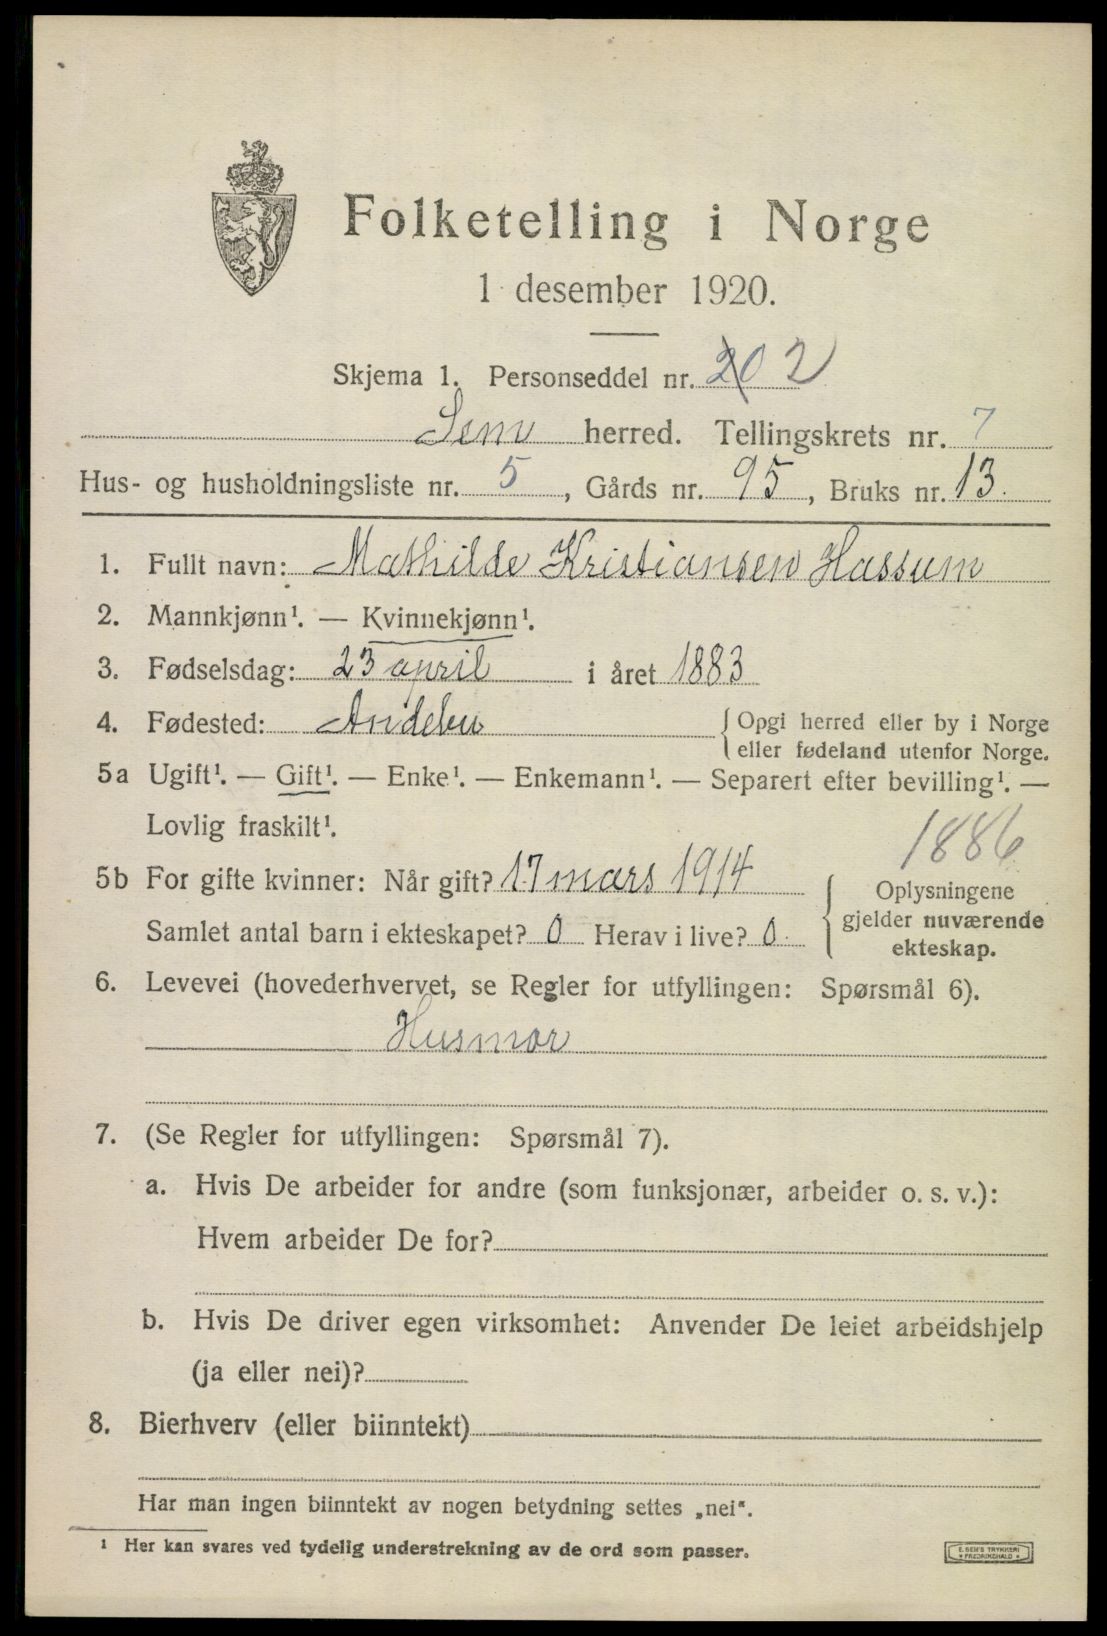 Folketelling i Norge
1 desember 1920.
Skjema 1. Personseddel nr. 202
Sem herred. Tellingskrets nr. 7
Hus- og husholdningsliste nr. 5, Gårds nr. 95, Bruks nr. 13.
1. Fullt navn: Mathilde Kristiansen Hassum
2. Mannkjønn¹. — Kvinnekjønn¹.
3. Fødselsdag: 23 april i året 1883
4. Fødested: Andebu { Opgi herred eller by i Norge
eller fødeland utenfor Norge.
5a Ugift¹. — Gift¹. — Enke¹. — Enkemann¹. — Separert efter bevilling¹. —
Lovlig fraskilt¹.
1886
5b For gifte kvinner: Når gift? 17 mars 1914
Samlet antal barn i ekteskapet? 0 Herav i live? 0.
Oplysningene
gjelder nuværende
ekteskap.
6. Levevei (hovederhvervet, se Regler for utfyllingen: Spørsmål 6).
Husmor
7. (Se Regler for utfyllingen: Spørsmål 7).
a. Hvis De arbeider for andre (som funksjonær, arbeider o. s. v.):
Hvem arbeider De for?
b. Hvis De driver egen virksomhet: Anvender De leiet arbeidshjelp
(ja eller nei)?
8. Bierhverv (eller biinntekt)
Har man ingen biinntekt av nogen betydning settes „nei".
¹ Her kan svares ved tydelig understrekning av de ord som passer.
E. SEM'S TRYKKERI
* FREDRIKSHALD *